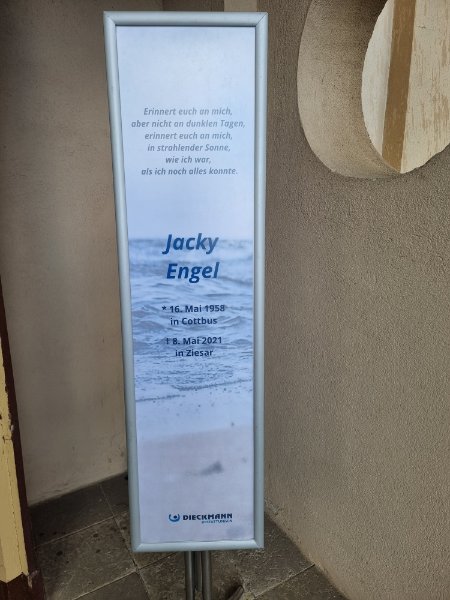 Erinnert euch an mich,
aber nicht an dunklen Tagen,
erinnert euch an mich,
in strahlender Sonne,
wie ich war,
als ich noch alles konnte.
Jacky
Engel
* 16. Mai 1958
in Cottbus
† 8. Mai 2021
in Ziesar
DIECKMANN
BESTATTUNGEN